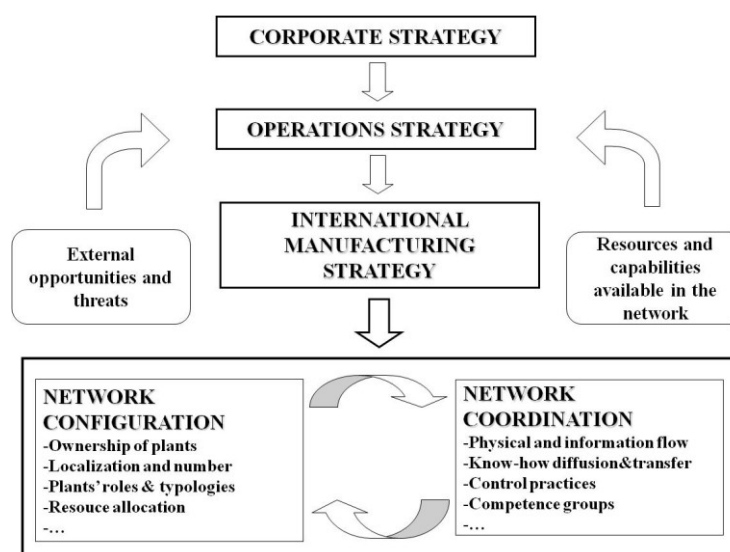 CORPORATE STRATEGY
OPERATIONS STRATEGY
INTERNATIONAL
MANUFACTURING
STRATEGY
External
opportunities and
threats
Resources and
capabilities
available in the
network
NETWORK
CONFIGURATION
-Ownership of plants
-Localization and number
-Plants' roles & typologies
-Resouce allocation
-...
NETWORK
COORDINATION
-Physical and information flow
-Know-how diffusion&transfer
-Control practices
-Competence groups
-...